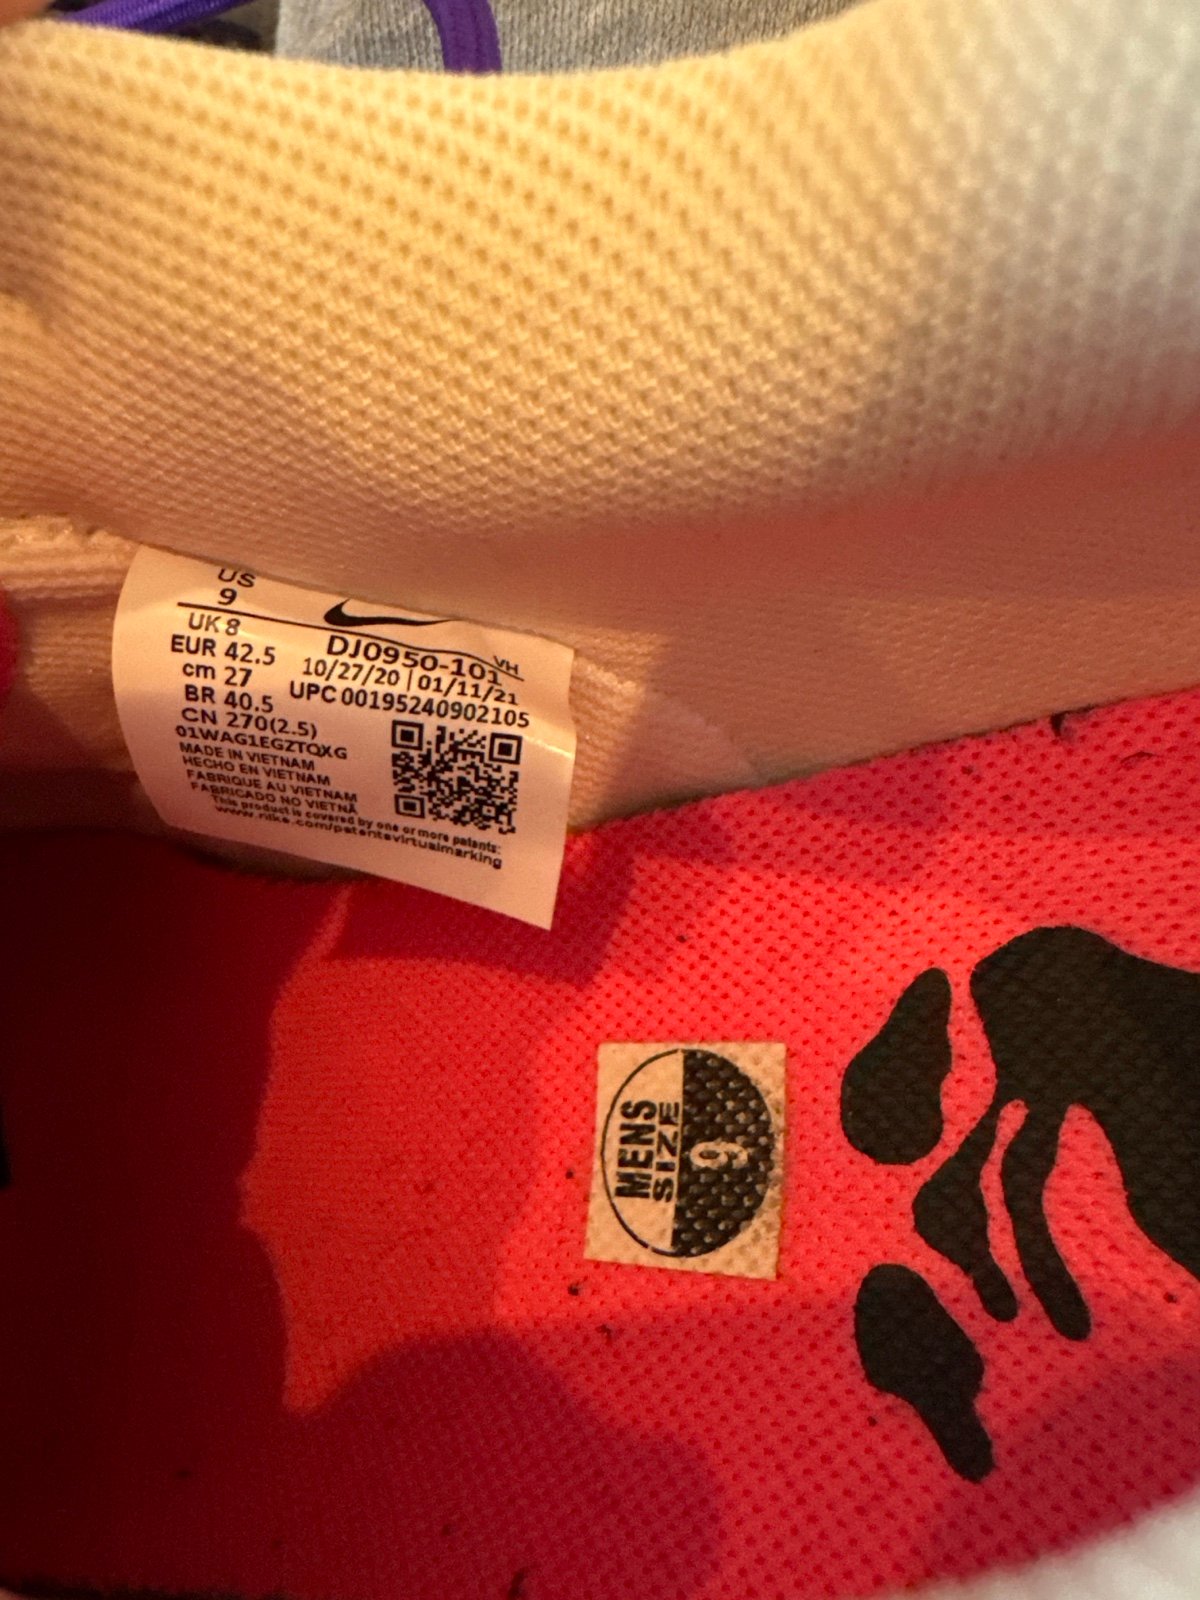 US
9
UK 8
EUR 42.5
cm 27
BR 40.5
CN 270(2.5)
01WAG1EGZTQXG
MADE IN VIETNAM
HECHO EN VIETNAM
FABRIQUE AU VIETNAM
FABRICADO NO VIETNÃ
This product is covered by one or more patents:
www.nike.com/patentsvirtualmarking
VH
DJ0950-101
10/27/20 | 01/11/21
UPC 00195240902105
MENS
SIZE
9